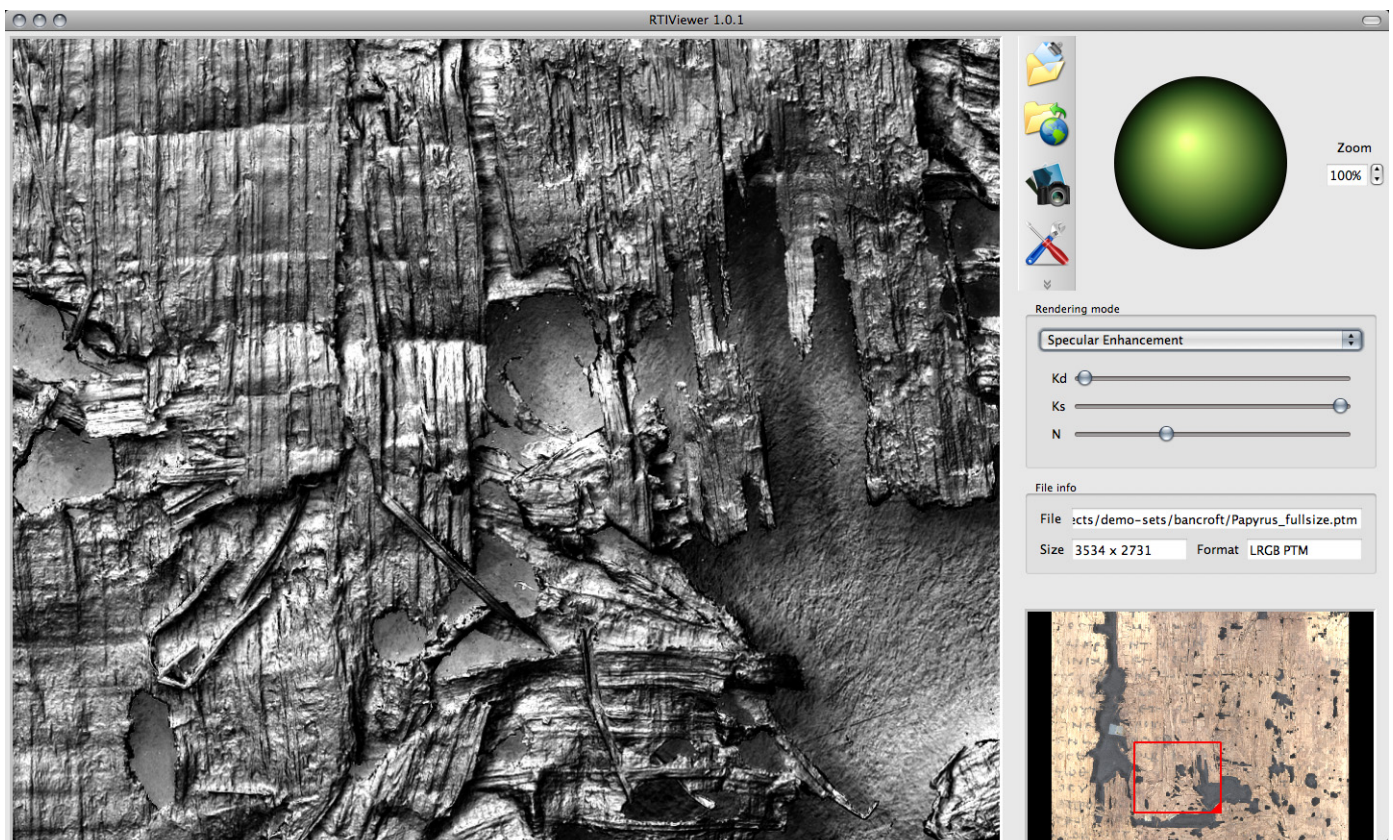 RTIViewer 1.0.1
Zoom
100%
Rendering mode
Specular Enhancement
Kd
Ks
N
File info
File ects/demo-sets/bancroft/Papyrus_fullsize.ptm
Size 3534 x 2731 Format LRGB PTM